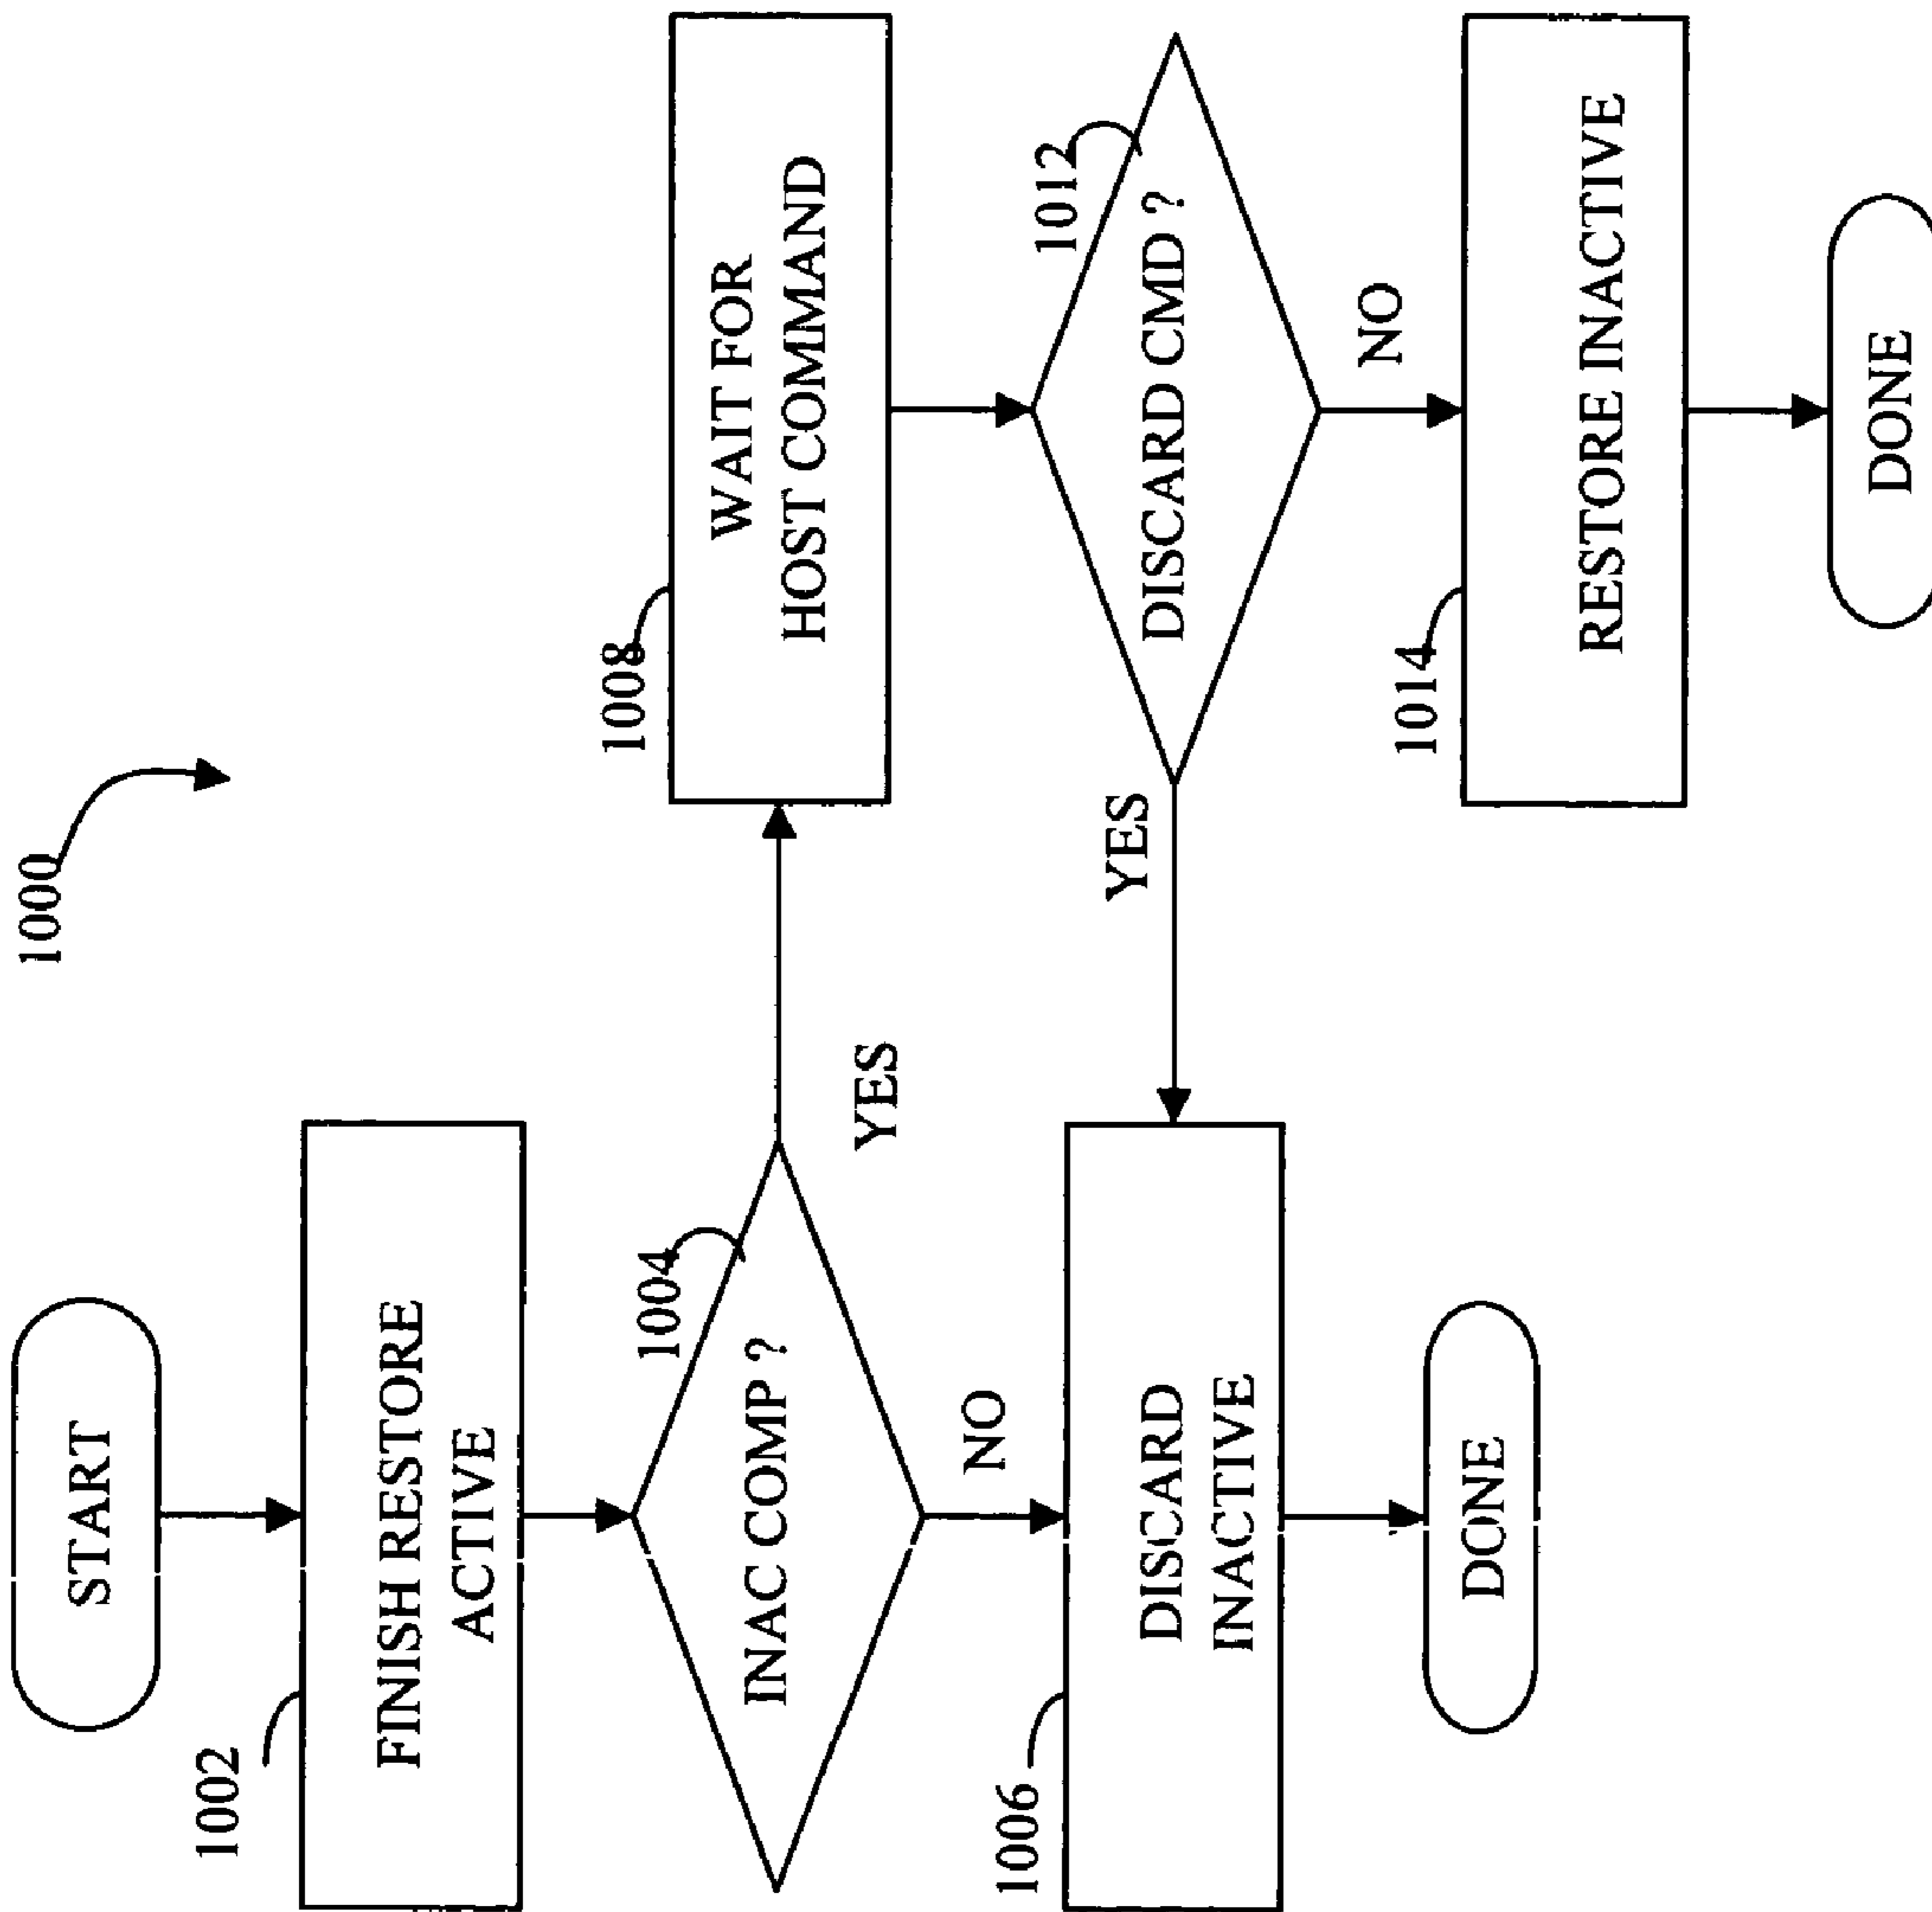 1000
START
1002
FINISH RESTORE
ACTIVE
1004
INAC COMP ?
YES
NO
1006
DISCARD
INACTIVE
DONE
1008
WAIT FOR
HOST COMMAND
1012
DISCARD CMD ?
YES
NO
1014
RESTORE INACTIVE
DONE